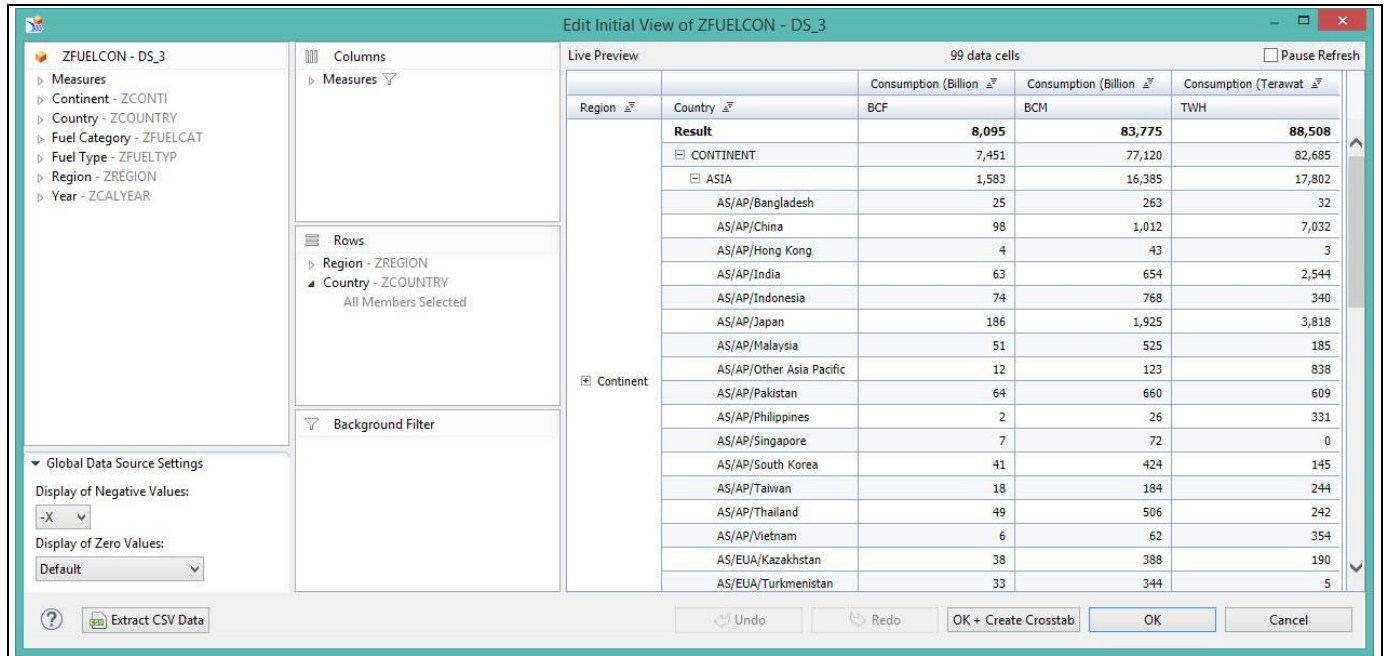 Edit Initial View of ZFUELCON - DS_3
ZFUELCON - DS_3
Measures
Continent - ZCONTI
Country - ZCOUNTRY
Fuel Category - ZFUELCAT
Fuel Type - ZFUELTYP
Region - ZREGION
Year - ZCALYEAR
Global Data Source Settings
Display of Negative Values:
-X
Display of Zero Values:
Default
Columns
Measures
Rows
Region - ZREGION
Country - ZCOUNTRY
All Members Selected
Background Filter
Live Preview 99 data cells Pause Refresh
Consumption (Billion Consumption (Billion Consumption (Terawat
Region Country BCF BCM TWH
Result 8,095 83,775 88,508
CONTINENT 7,451 77,120 82,685
ASIA 1,583 16,385 17,802
AS/AP/Bangladesh 25 263 32
AS/AP/China 98 1,012 7,032
AS/AP/Hong Kong 4 43 3
AS/AP/India 63 654 2,544
AS/AP/Indonesia 74 768 340
AS/AP/Japan 186 1,925 3,818
AS/AP/Malaysia 51 525 185
AS/AP/Other Asia Pacific 12 123 838
Continent
AS/AP/Pakistan 64 660 609
AS/AP/Philippines 2 26 331
AS/AP/Singapore 7 72 0
AS/AP/South Korea 41 424 145
AS/AP/Taiwan 18 184 244
AS/AP/Thailand 49 506 242
AS/AP/Vietnam 6 62 354
AS/EUA/Kazakhstan 38 388 190
AS/EUA/Turkmenistan 33 344 5
? Extract CSV Data Undo Redo OK + Create Crosstab OK Cancel